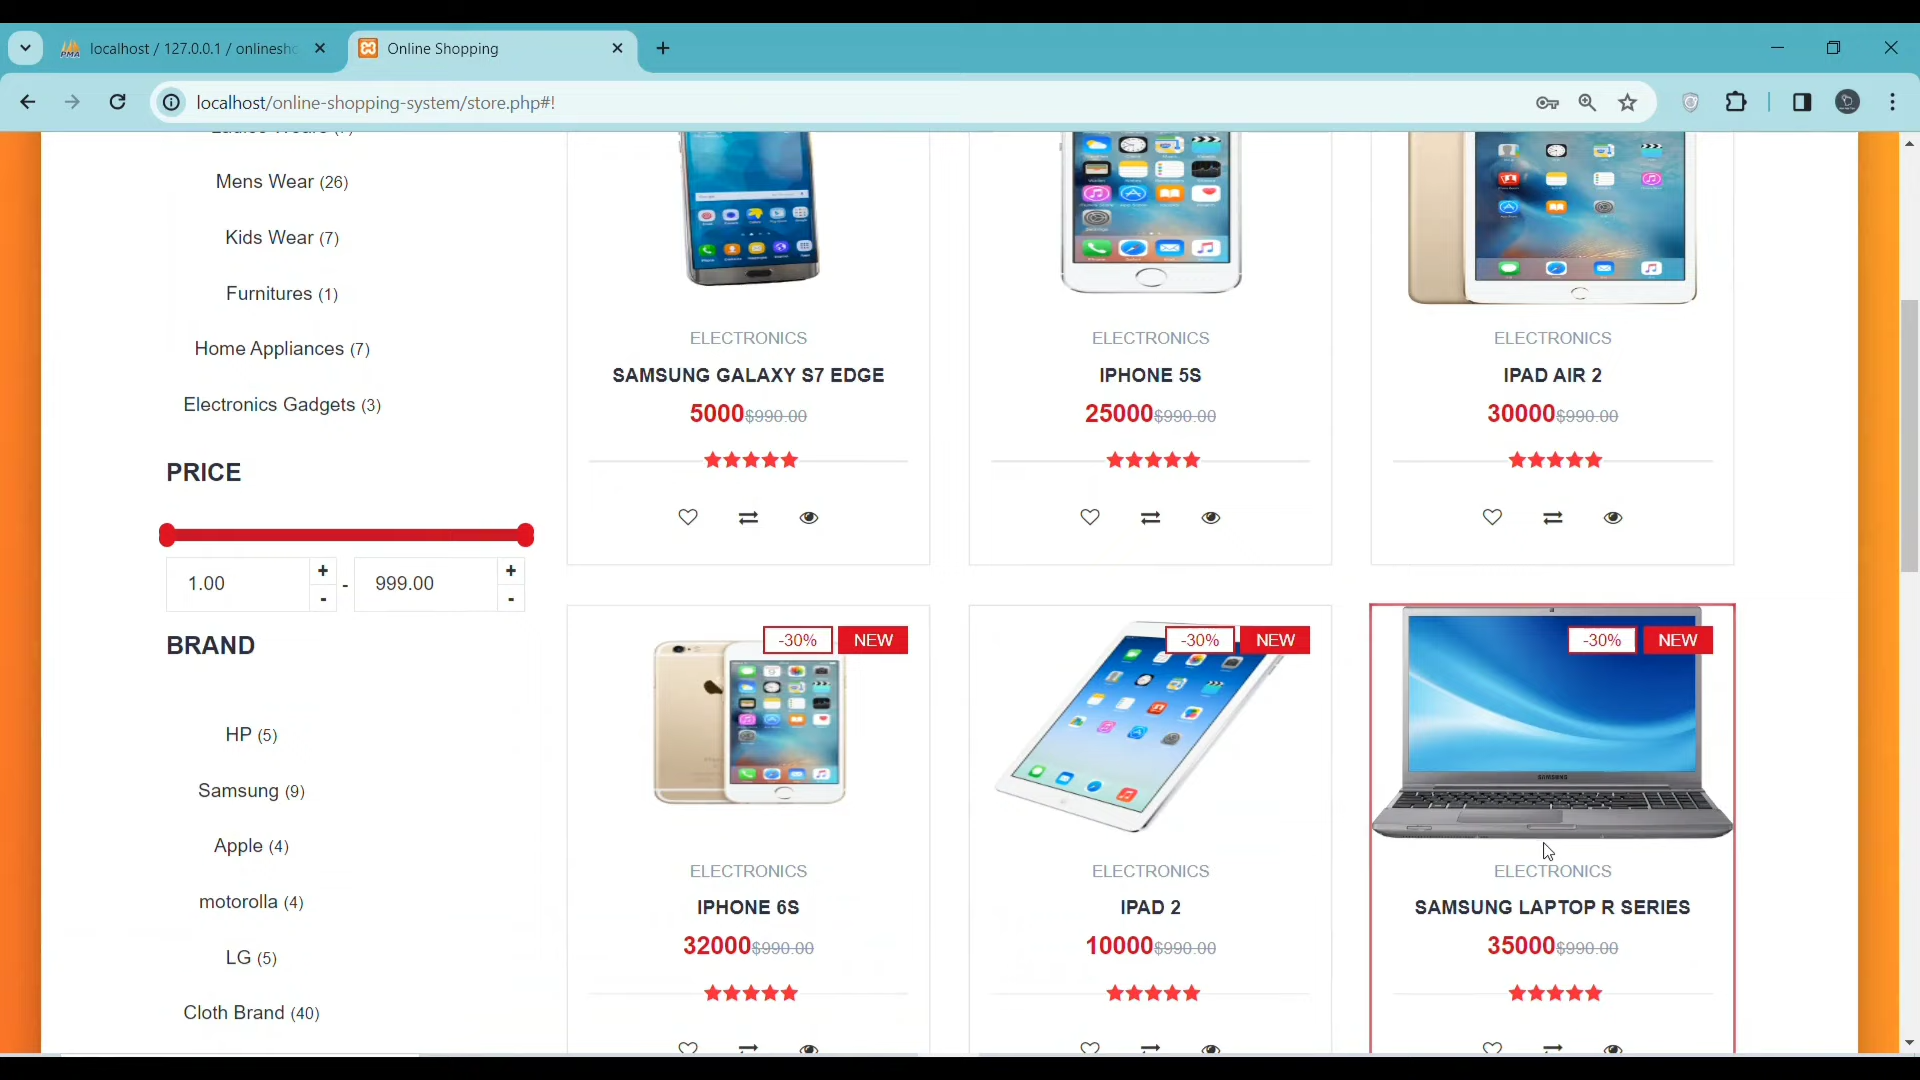 localhost / 127.0.0.1 / onlinesho
Online Shopping
localhost/online-shopping-system/store.php#!
Mens Wear (26)
Kids Wear (7)
Furnitures (1)
Home Appliances (7)
Electronics Gadgets (3)
PRICE
1.00 + - - 999.00 + -
BRAND
HP (5)
Samsung (9)
Apple (4)
motorolla (4)
LG (5)
Cloth Brand (40)
ELECTRONICS
SAMSUNG GALAXY S7 EDGE
5000 $990.00
ELECTRONICS
IPHONE 5S
25000 $990.00
ELECTRONICS
IPAD AIR 2
30000 $990.00
-30% NEW
ELECTRONICS
IPHONE 6S
32000 $990.00
-30% NEW
ELECTRONICS
IPAD 2
10000 $990.00
-30% NEW
SAMSUNG
ELECTRONICS
SAMSUNG LAPTOP R SERIES
35000 $990.00